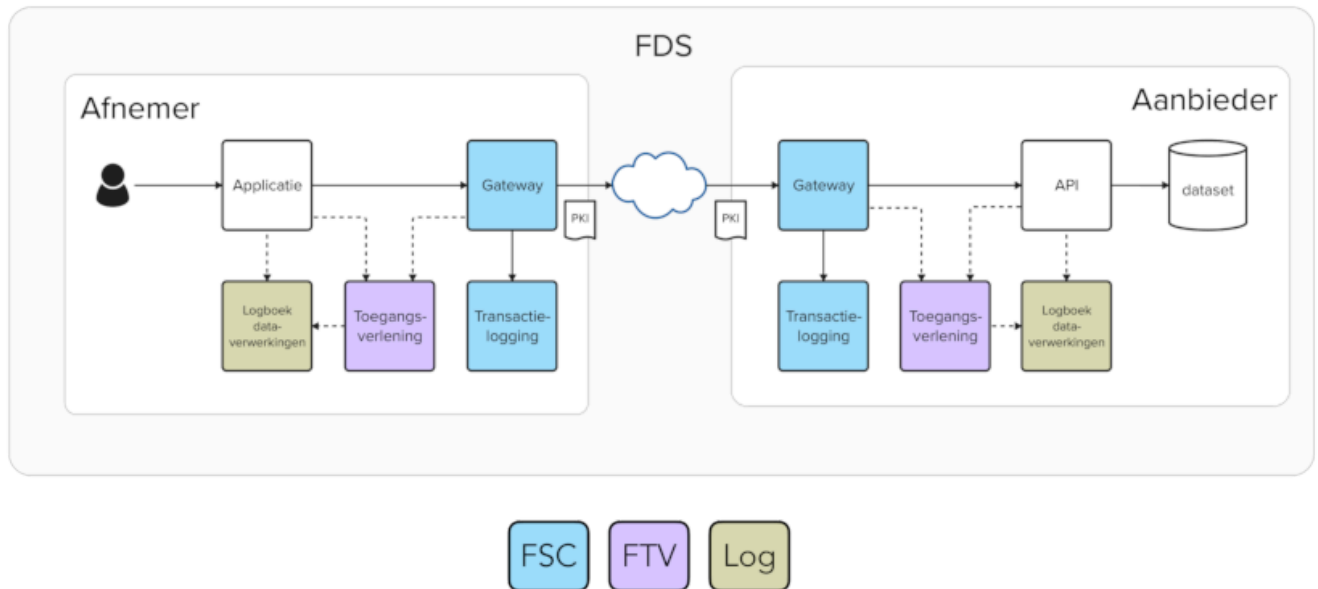 FDS
Afnemer
Aanbieder
Applicatie
Gateway
PKI
PKI
Gateway
API
dataset
Logboek
data-
verwerkingen
Toegangs-
verlening
Transactie-
logging
Transactie-
logging
Toegangs-
verlening
Logboek
data-
verwerkingen
FSC
FTV
Log